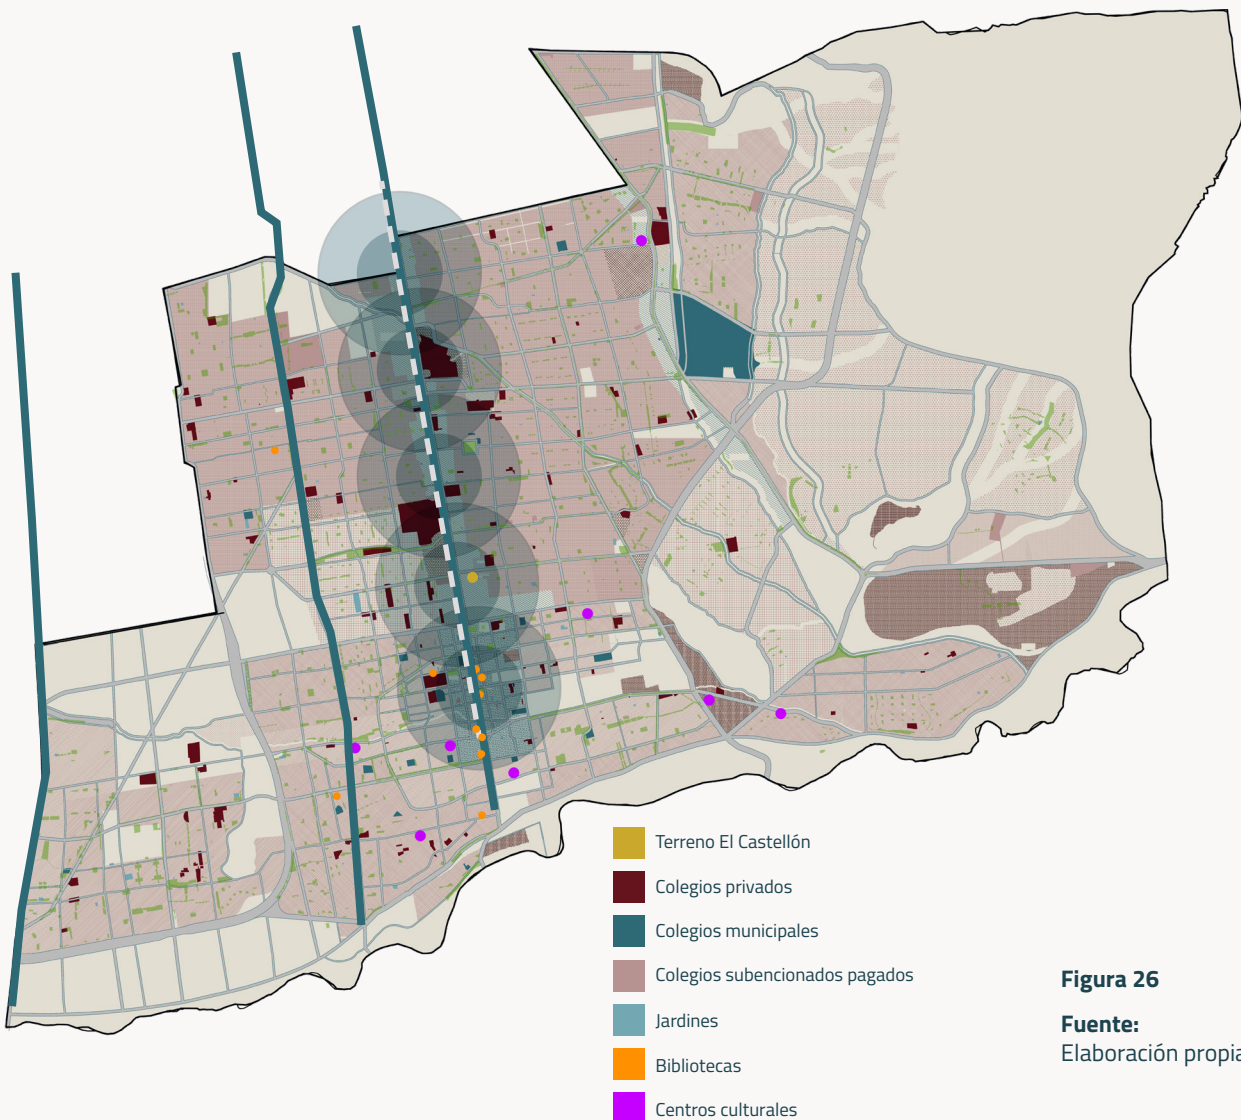 Terreno El Castellón
Colegios privados
Colegios municipales
Colegios subencionados pagados
Jardines
Bibliotecas
Centros culturales
Figura 26
Fuente:
Elaboración propia